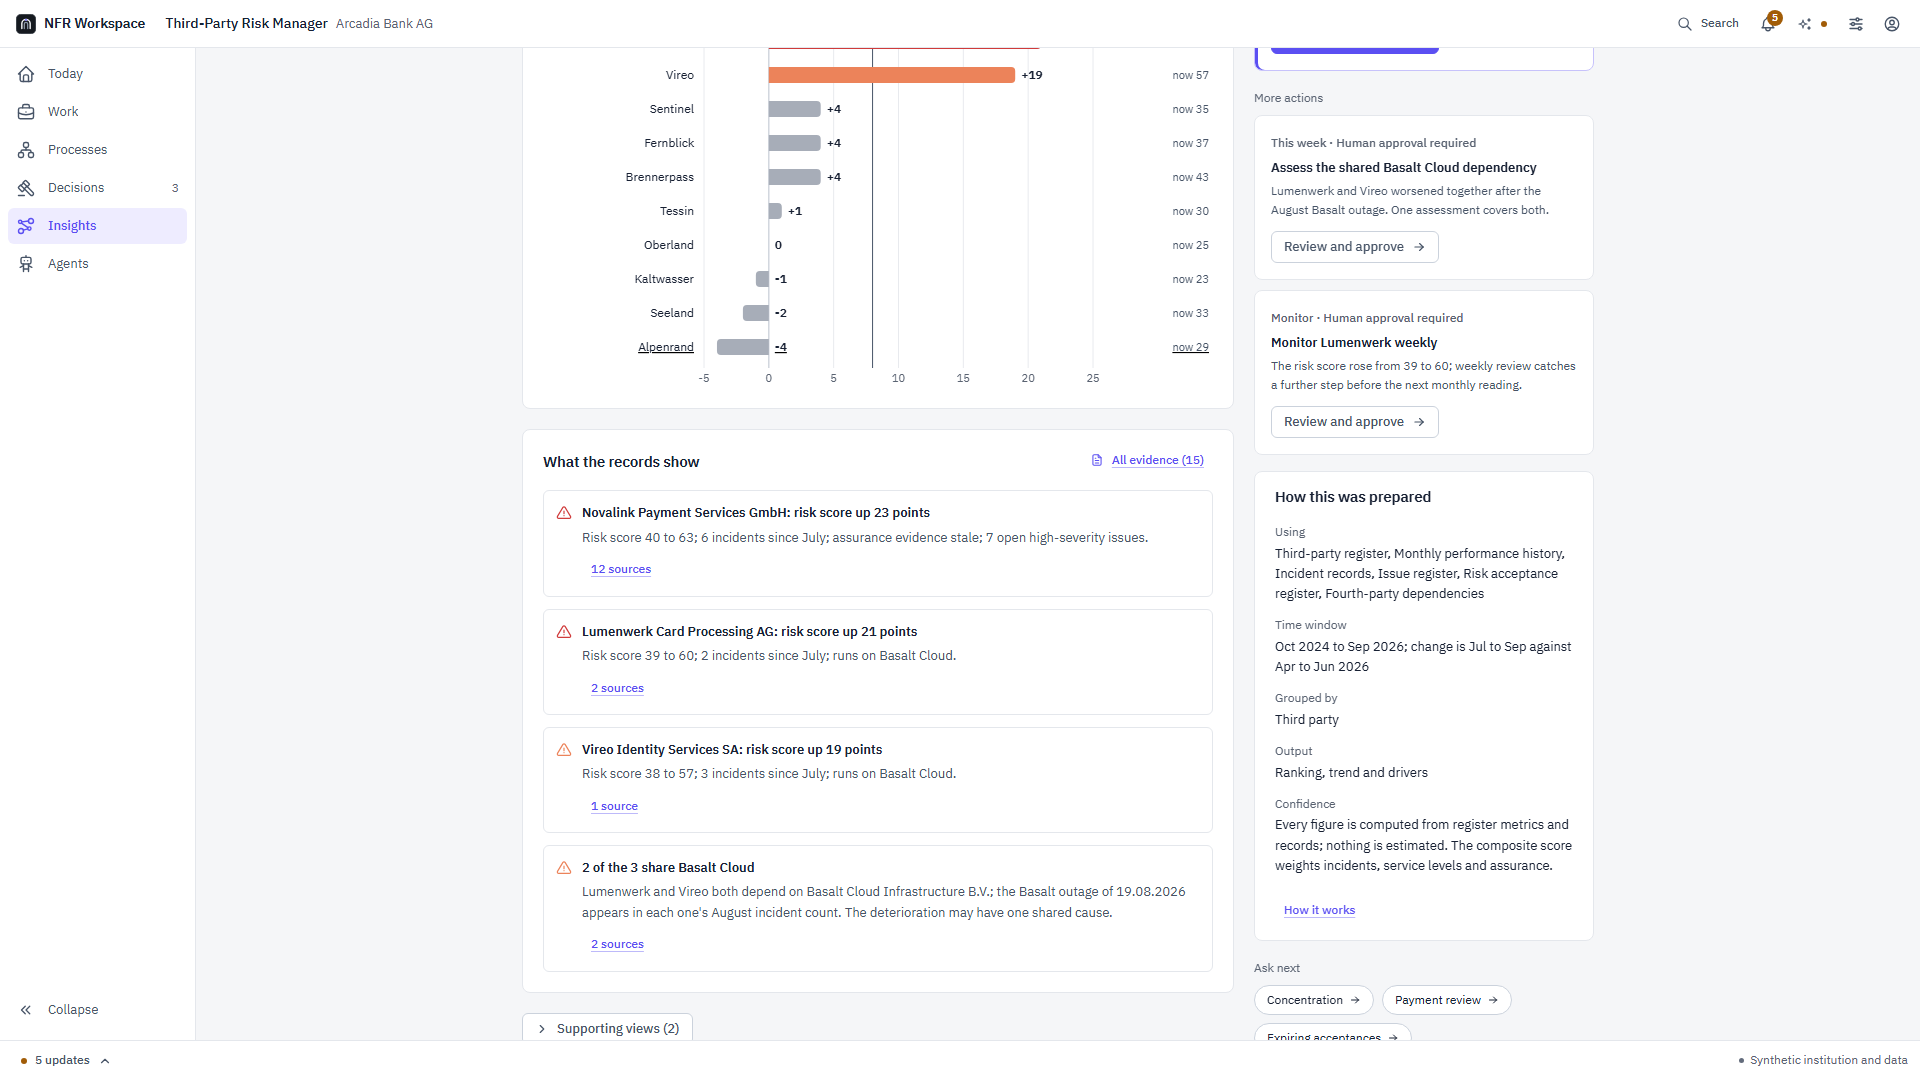 NFR Workspace
Third-Party Risk Manager Arcadia Bank AG
Search
5
Today
Work
Processes
Decisions 3
Insights
Agents
Collapse
Vireo +19 now 57
Sentinel +4 now 35
Fernblick +4 now 37
Brennerpass +4 now 43
Tessin +1 now 30
Oberland 0 now 25
Kaltwasser -1 now 23
Seeland -2 now 33
Alpenrand -4 now 29
-5 0 5 10 15 20 25
What the records show
All evidence (15)
Novalink Payment Services GmbH: risk score up 23 points
Risk score 40 to 63; 6 incidents since July; assurance evidence stale; 7 open high-severity issues.
12 sources
Lumenwerk Card Processing AG: risk score up 21 points
Risk score 39 to 60; 2 incidents since July; runs on Basalt Cloud.
2 sources
Vireo Identity Services SA: risk score up 19 points
Risk score 38 to 57; 3 incidents since July; runs on Basalt Cloud.
1 source
2 of the 3 share Basalt Cloud
Lumenwerk and Vireo both depend on Basalt Cloud Infrastructure B.V.; the Basalt outage of 19.08.2026
appears in each one's August incident count. The deterioration may have one shared cause.
2 sources
Supporting views (2)
More actions
This week · Human approval required
Assess the shared Basalt Cloud dependency
Lumenwerk and Vireo worsened together after the
August Basalt outage. One assessment covers both.
Review and approve
Monitor · Human approval required
Monitor Lumenwerk weekly
The risk score rose from 39 to 60; weekly review catches
a further step before the next monthly reading.
Review and approve
How this was prepared
Using
Third-party register, Monthly performance history,
Incident records, Issue register, Risk acceptance
register, Fourth-party dependencies
Time window
Oct 2024 to Sep 2026; change is Jul to Sep against
Apr to Jun 2026
Grouped by
Third party
Output
Ranking, trend and drivers
Confidence
Every figure is computed from register metrics and
records; nothing is estimated. The composite score
weights incidents, service levels and assurance.
How it works
Ask next
Concentration
Payment review
Expiring acceptances
5 updates
Synthetic institution and data